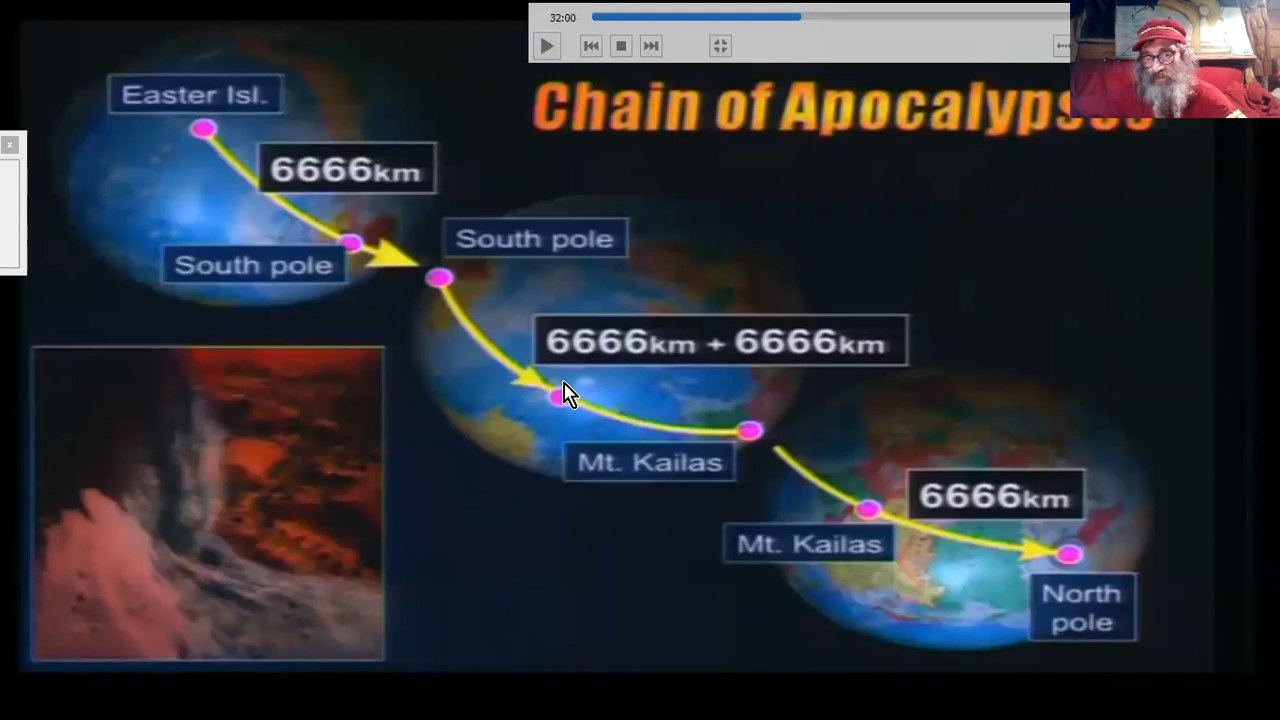 32:00
Chain of Apocalypses
Easter Isl.
6666km
South pole
South pole
6666km + 6666km
Mt. Kailas
6666km
Mt. Kailas
North
pole